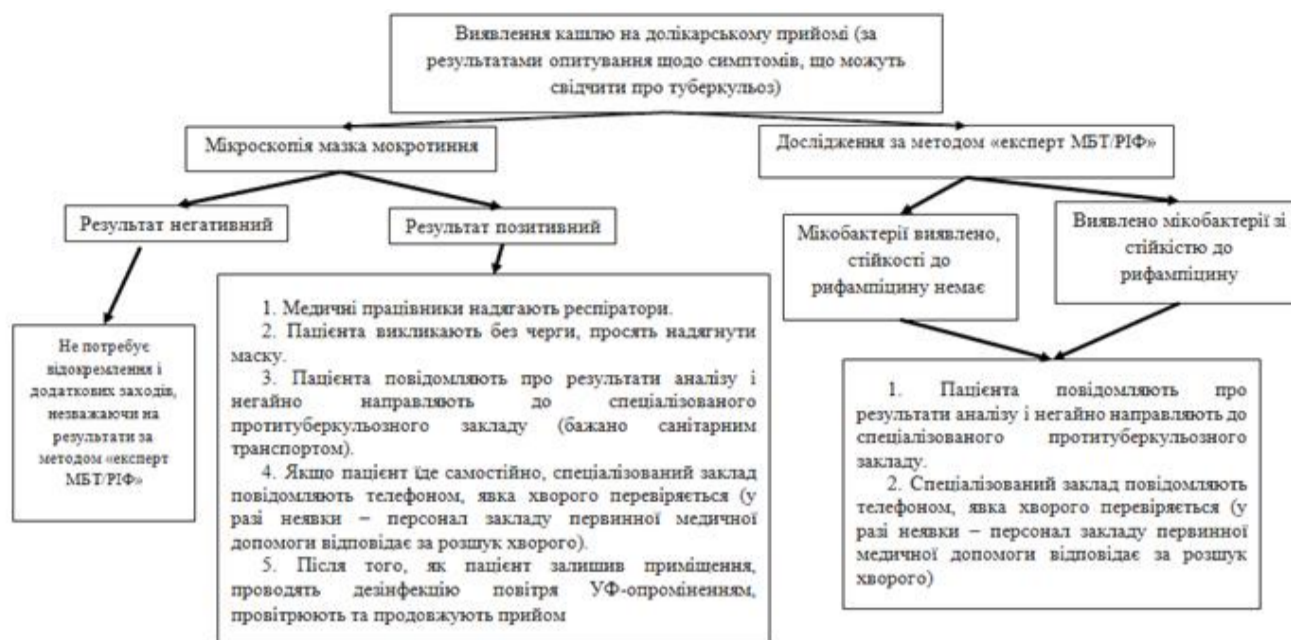 Виявлення кашлю на долікарському прийомі (за
результатами опитування щодо симптомів, що можуть
свідчити про туберкульоз)
Мікроскопія мазка мокротиння
Дослідження за методом «експерт МБТ/РІФ»
Результат негативний
Результат позитивний
Мікобактерії виявлено,
стійкості до
рифампіцину немає
Виявлено мікобактерії зі
стійкістю до
рифампіцину
Не потребує
відокремлення і
додаткових заходів,
незважаючи на
результати за
методом «експерт
МБТ/РІФ»
1. Медичні працівники надягають респіратори.
2. Пацієнта викликають без черги, просять надягнути
маску.
3. Пацієнта повідомляють про результати аналізу і
негайно направляють до спеціалізованого
протитуберкульозного закладу (бажано санітарним
транспортом).
4. Якщо пацієнт їде самостійно, спеціалізований заклад
повідомляють телефоном, явка хворого перевіряється (у
разі неявки – персонал закладу первинної медичної
допомоги відповідає за розшук хворого).
5. Після того, як пацієнт залишив приміщення,
проводять дезінфекцію повітря УФ-опроміненням,
провітрюють та продовжують прийом
1. Пацієнта повідомляють про
результати аналізу і негайно направляють до
спеціалізованого протитуберкульозного
закладу.
2. Спеціалізований заклад повідомляють
телефоном, явка хворого перевіряється (у
разі неявки – персонал закладу первинної
медичної допомоги відповідає за розшук
хворого)